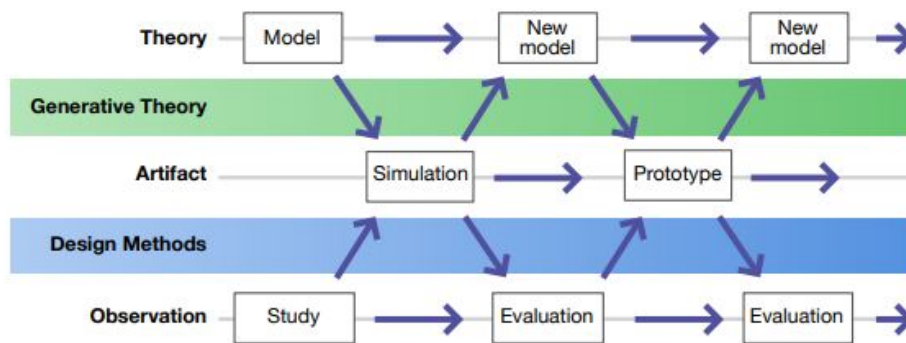 Theory
Model
New
model
New
model
Generative Theory
Artifact
Simulation
Prototype
Design Methods
Observation
Study
Evaluation
Evaluation